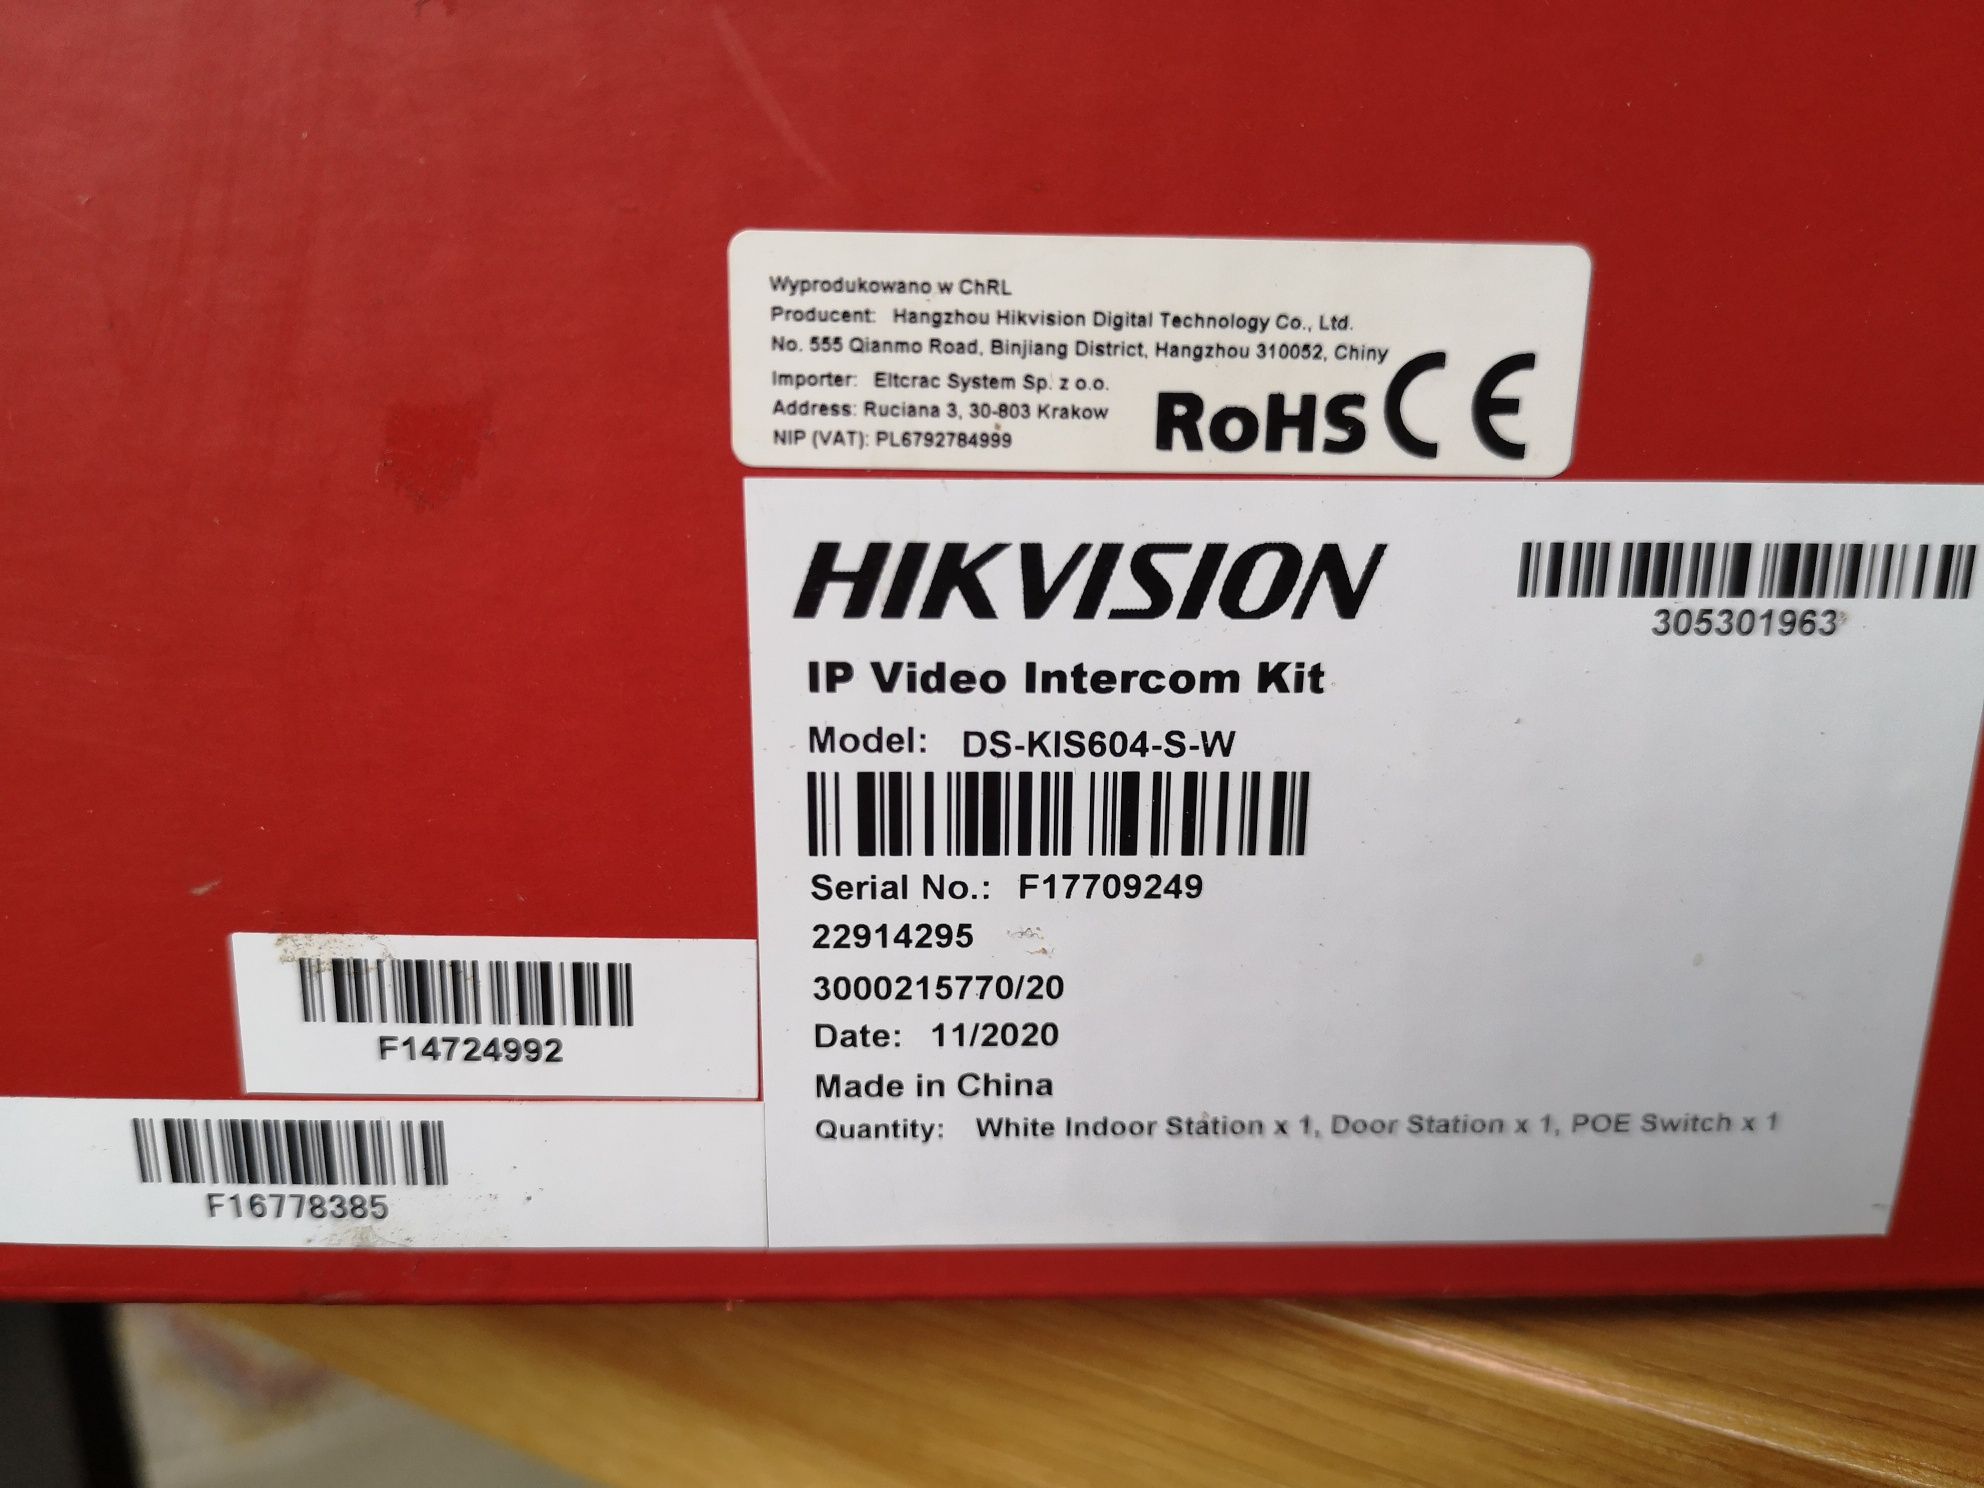 Wyprodukowano w ChRL
Producent: Hangzhou Hikvision Digital Technology Co., Ltd.
No. 555 Qianmo Road, Binjiang District, Hangzhou 310052, Chiny
Importer: Eltcrac System Sp. z o.o.
Address: Ruciana 3, 30-803 Krakow
NIP (VAT): PL6792784999
RoHS CE
HIKVISION
305301963
IP Video Intercom Kit
Model: DS-KIS604-S-W
Serial No.: F17709249
22914295
3000215770/20
Date: 11/2020
Made in China
Quantity: White Indoor Station x 1, Door Station x 1, POE Switch x 1
F14724992
F16778385